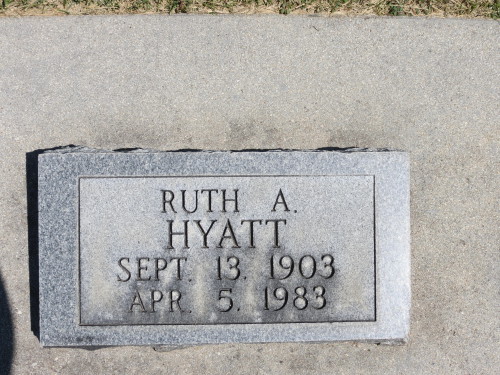 RUTH A.
HYATT
SEPT. 13, 1903
APR. 5, 1983